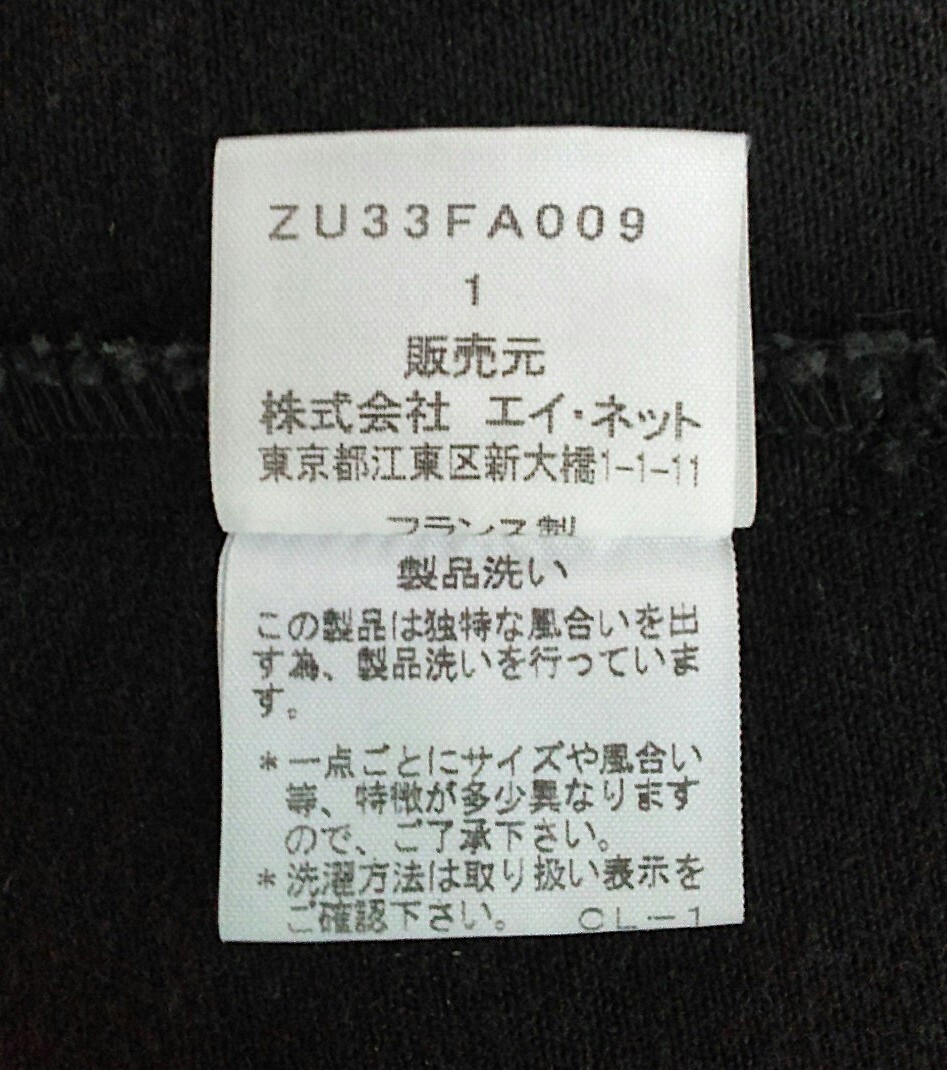 ZU33FA009
1
販売元
株式会社 エイ・ネット
東京都江東区新大橋1-1-11
フランス製
製品洗い
この製品は独特な風合いを出
す為、製品洗いを行っていま
す。
* 一点ごとにサイズや風合い
等、特徴が多少異なります
ので、ご了承下さい。
* 洗濯方法は取り扱い表示を
ご確認下さい。 CL-1